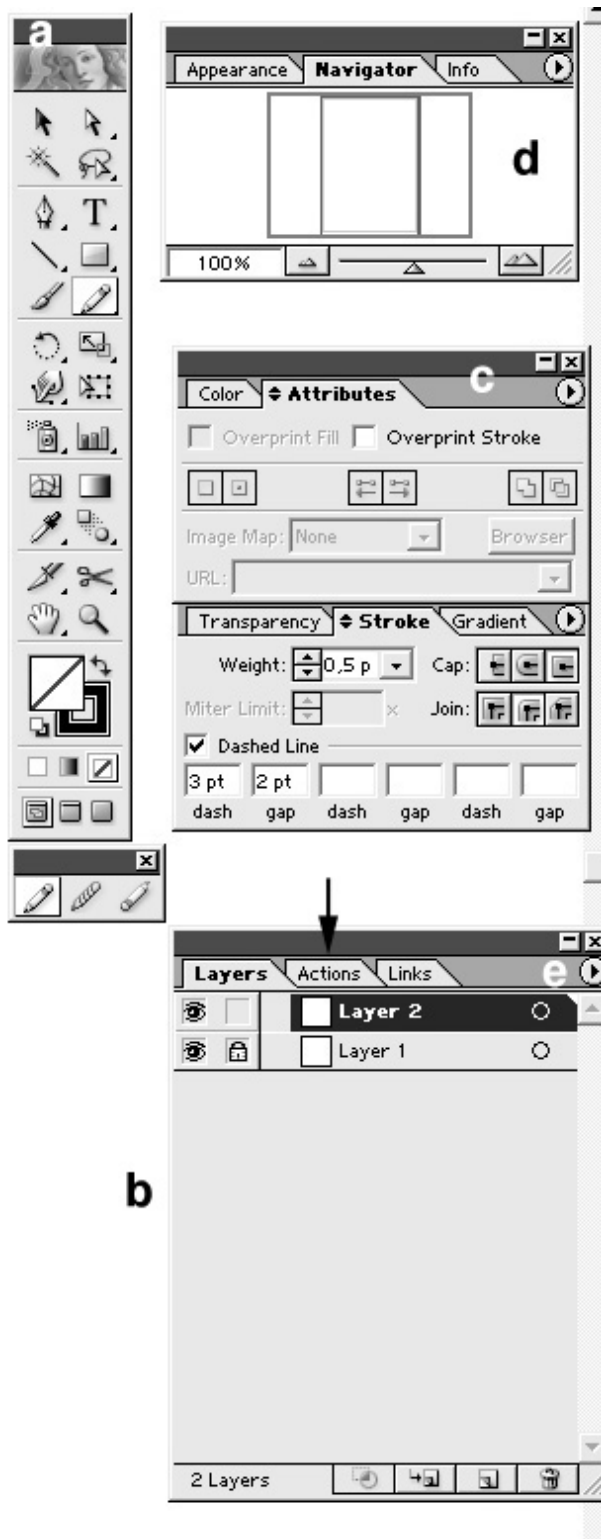 a
Appearance Navigator Info
d
100%
c
Color Attributes
Overprint Fill Overprint Stroke
Image Map: None Browser
URL:
Transparency Stroke Gradient
Weight: 0,5 p Cap:
Miter Limit: x Join:
Dashed Line
3 pt 2 pt
dash gap dash gap dash gap
Layers Actions Links e
Layer 2
Layer 1
b
2 Layers
T